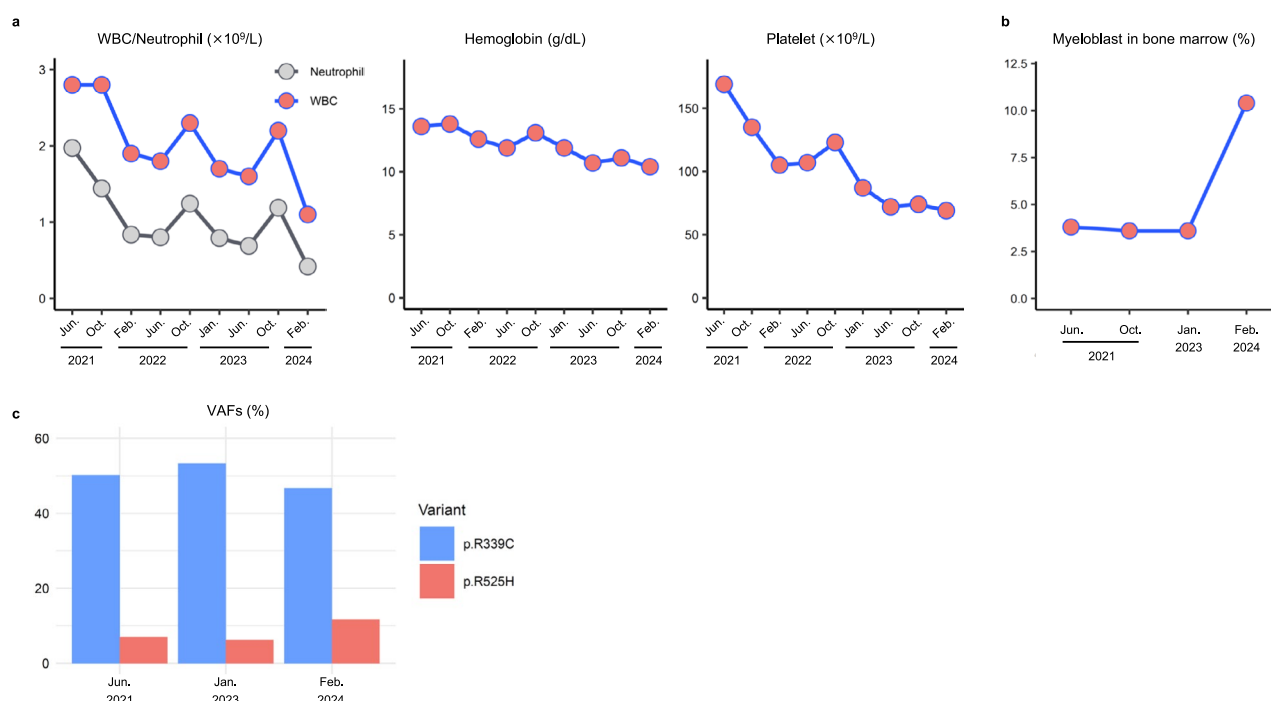 a
WBC/Neutrophil (×10⁹/L)
3
2
1
0
Neutrophil
WBC
Jun. Oct. Feb. Jun. Oct. Jan. Jun. Oct. Feb.
2021 2022 2023 2024
Hemoglobin (g/dL)
15
10
5
0
Jun. Oct. Feb. Jun. Oct. Jan. Jun. Oct. Feb.
2021 2022 2023 2024
Platelet (×10⁹/L)
150
100
50
0
Jun. Oct. Feb. Jun. Oct. Jan. Jun. Oct. Feb.
2021 2022 2023 2024
b
Myeloblast in bone marrow (%)
12.5
10.0
7.5
5.0
2.5
0.0
Jun. Oct. Jan. Feb.
2021 2023 2024
c
VAFs (%)
60
40
20
0
Jun. Jan. Feb.
2021 2023 2024
Variant
p.R339C
p.R525H